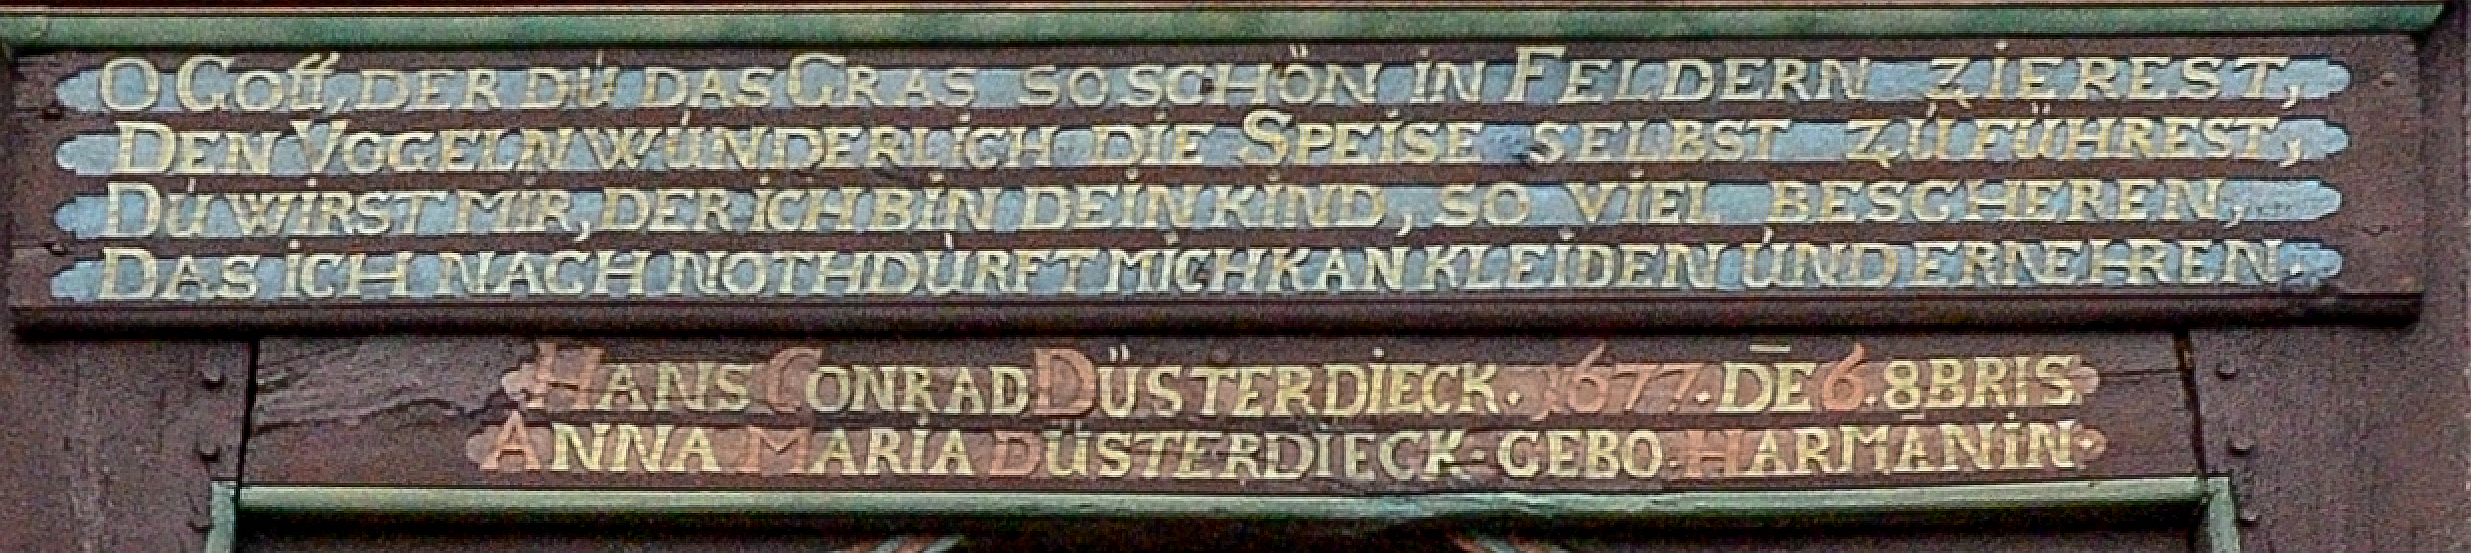 O GOTT, DER DU DAS GRAS SO SCHÖN IN FELDERN ZIEREST,
DEN VOGELN WUNDERLICH DIE SPEISE SELBST ZU FÜHREST,
DU WIRST MIR, DER ICH BIN DEIN KIND, SO VIEL BESCHEREN,
DAS ICH NACH NOTHDURFT MICH KAN KLEIDEN UND ERNEHREN.
HANS CONRAD DÜSTERDIECK. 1677. DE̅ 6. 8BRIS
ANNA MARIA DÜSTERDIECK. GEBO. HARMA̅NIN.